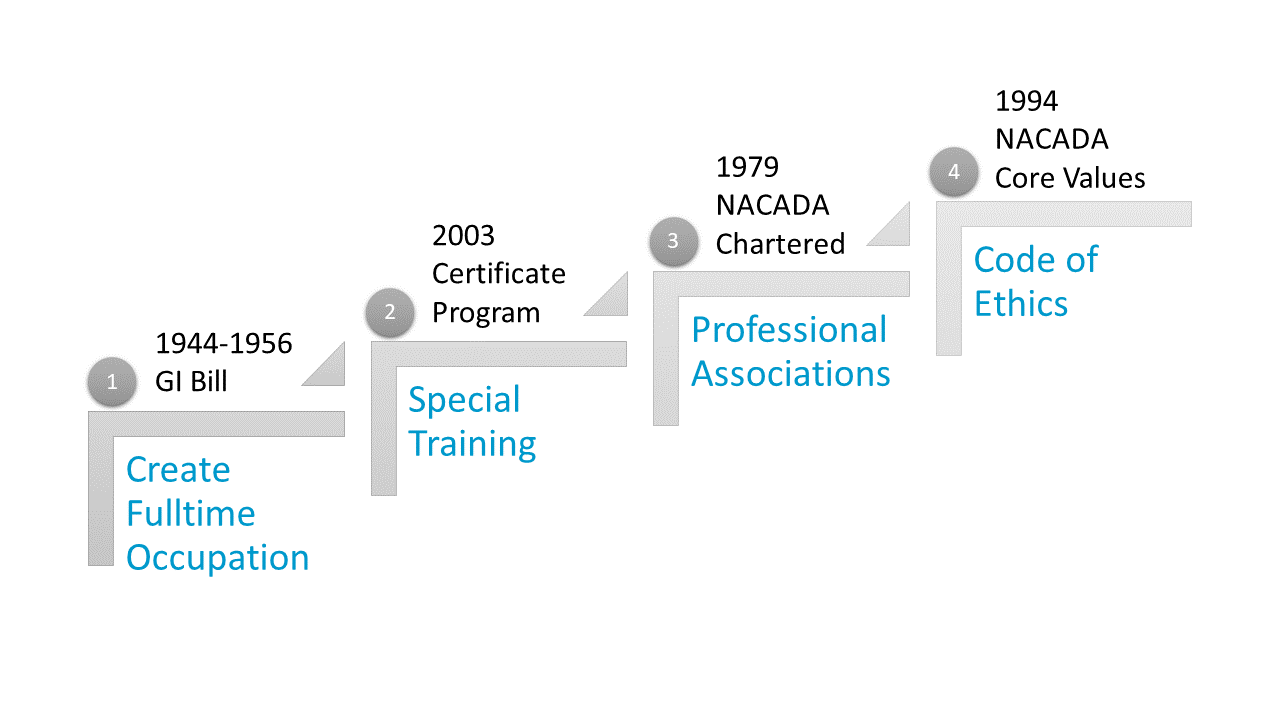 1
1944-1956
GI Bill
Create
Fulltime
Occupation
2
2003
Certificate
Program
Special
Training
3
1979
NACADA
Chartered
Professional
Associations
4
1994
NACADA
Core Values
Code of
Ethics